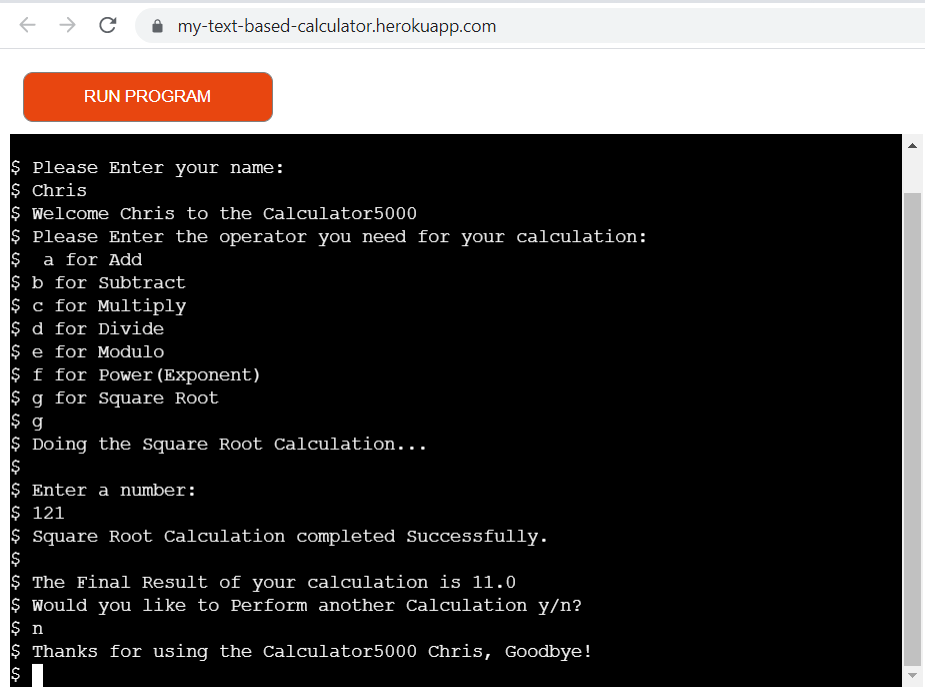 my-text-based-calculator.herokuapp.com
RUN PROGRAM
$ Please Enter your name:
$ Chris
$ Welcome Chris to the Calculator5000
$ Please Enter the operator you need for your calculation:
$  a for Add
$ b for Subtract
$ c for Multiply
$ d for Divide
$ e for Modulo
$ f for Power(Exponent)
$ g for Square Root
$ g
$ Doing the Square Root Calculation...
$
$ Enter a number:
$ 121
$ Square Root Calculation completed Successfully.
$
$ The Final Result of your calculation is 11.0
$ Would you like to Perform another Calculation y/n?
$ n
$ Thanks for using the Calculator5000 Chris, Goodbye!
$